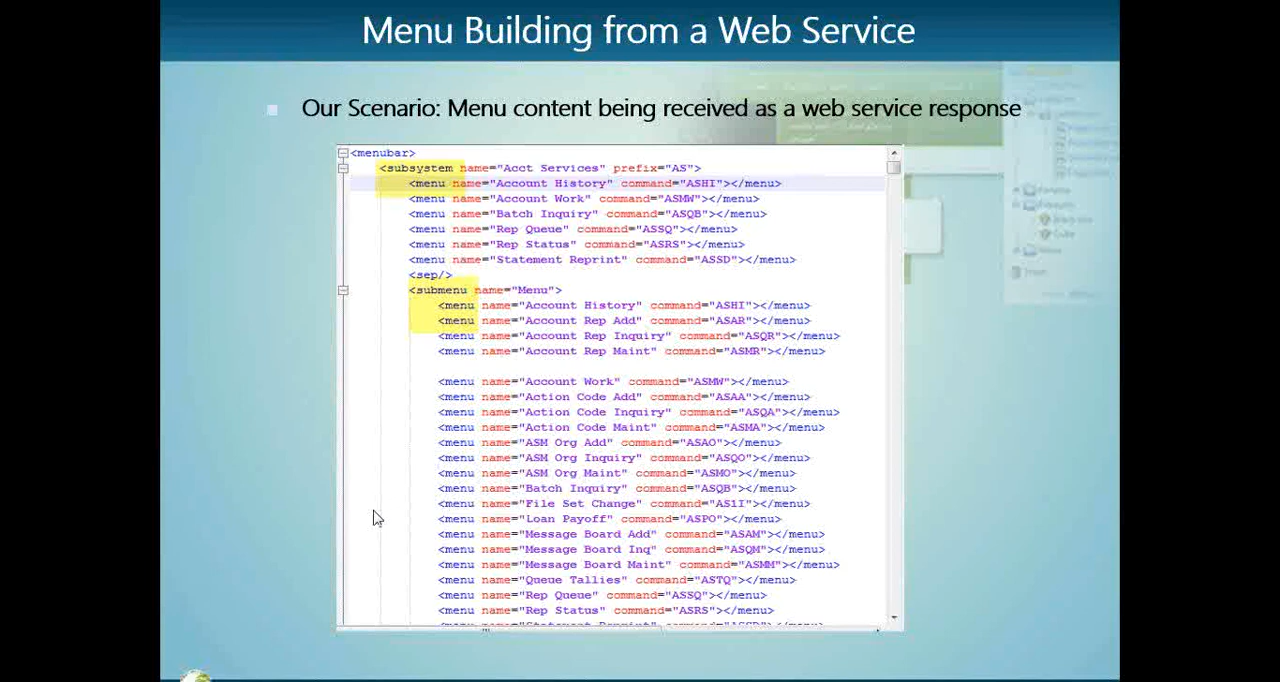 Menu Building from a Web Service
Our Scenario: Menu content being received as a web service response
<menubar>
<subsystem name="Acct Services" prefix="AS">
<menu name="Account History" command="ASHI"></menu>
<menu name="Account Work" command="ASMW"></menu>
<menu name="Batch Inquiry" command="ASQB"></menu>
<menu name="Rep Queue" command="ASSQ"></menu>
<menu name="Rep Status" command="ASRS"></menu>
<menu name="Statement Reprint" command="ASSD"></menu>
<sep/>
<submenu name="Menu">
<menu name="Account History" command="ASHI"></menu>
<menu name="Account Rep Add" command="ASAR"></menu>
<menu name="Account Rep Inquiry" command="ASQR"></menu>
<menu name="Account Rep Maint" command="ASMR"></menu>
<menu name="Account Work" command="ASMW"></menu>
<menu name="Action Code Add" command="ASAA"></menu>
<menu name="Action Code Inquiry" command="ASQA"></menu>
<menu name="Action Code Maint" command="ASMA"></menu>
<menu name="ASM Org Add" command="ASAO"></menu>
<menu name="ASM Org Inquiry" command="ASQO"></menu>
<menu name="ASM Org Maint" command="ASMO"></menu>
<menu name="Batch Inquiry" command="ASQB"></menu>
<menu name="File Set Change" command="AS1I"></menu>
<menu name="Loan Payoff" command="ASPO"></menu>
<menu name="Message Board Add" command="ASAM"></menu>
<menu name="Message Board Inq" command="ASQM"></menu>
<menu name="Message Board Maint" command="ASMM"></menu>
<menu name="Queue Tallies" command="ASTQ"></menu>
<menu name="Rep Queue" command="ASSQ"></menu>
<menu name="Rep Status" command="ASRS"></menu>